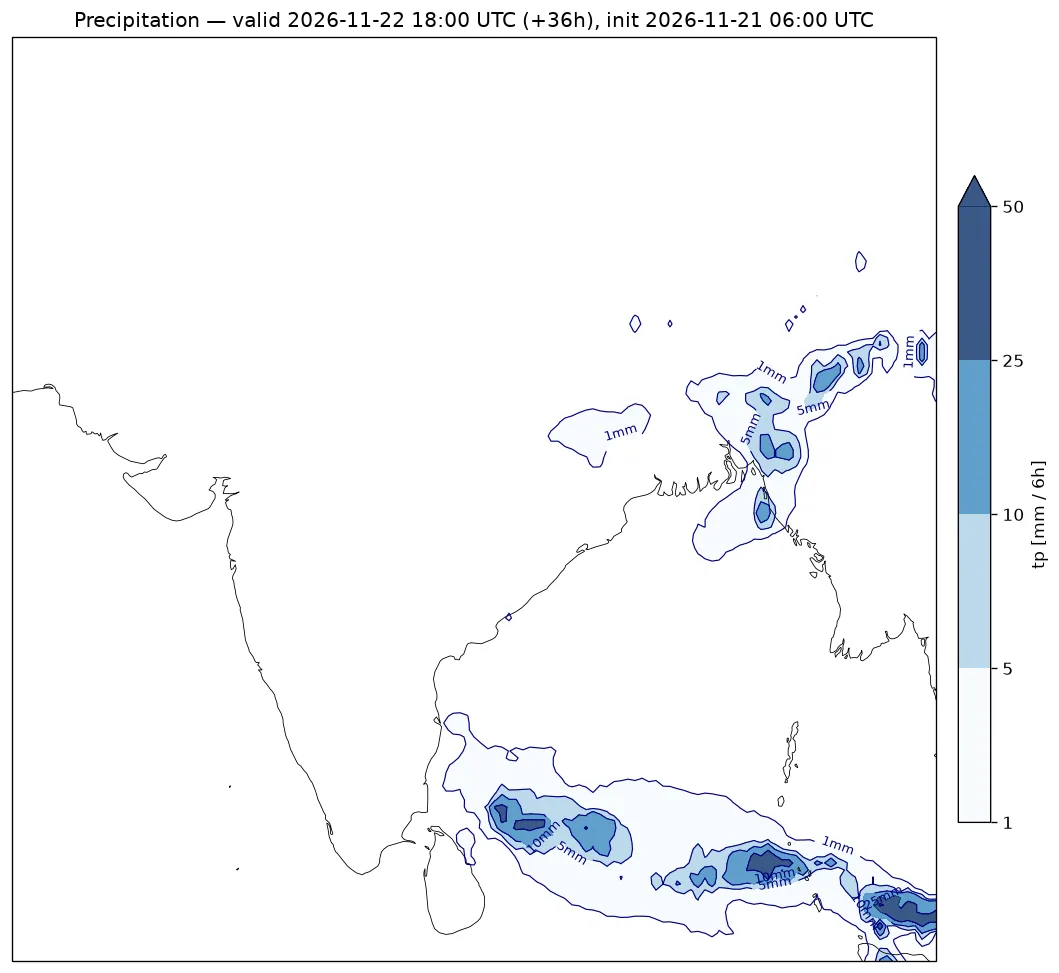 Precipitation — valid 2026-11-22 18:00 UTC (+36h), init 2026-11-21 06:00 UTC
50
25
10
5
1
tp [mm / 6h]
1mm
1mm
5mm
1mm
5mm
1mm
10mm
5mm
10mm
5mm
25mm